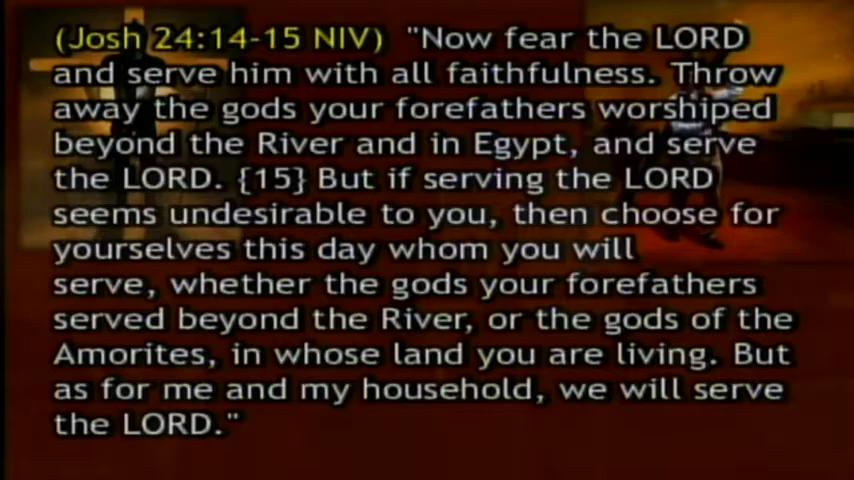 (Josh 24:14-15 NIV) "Now fear the LORD
and serve him with all faithfulness. Throw
away the gods your forefathers worshiped
beyond the River and in Egypt, and serve
the LORD. {15} But if serving the LORD
seems undesirable to you, then choose for
yourselves this day whom you will
serve, whether the gods your forefathers
served beyond the River, or the gods of the
Amorites, in whose land you are living. But
as for me and my household, we will serve
the LORD."